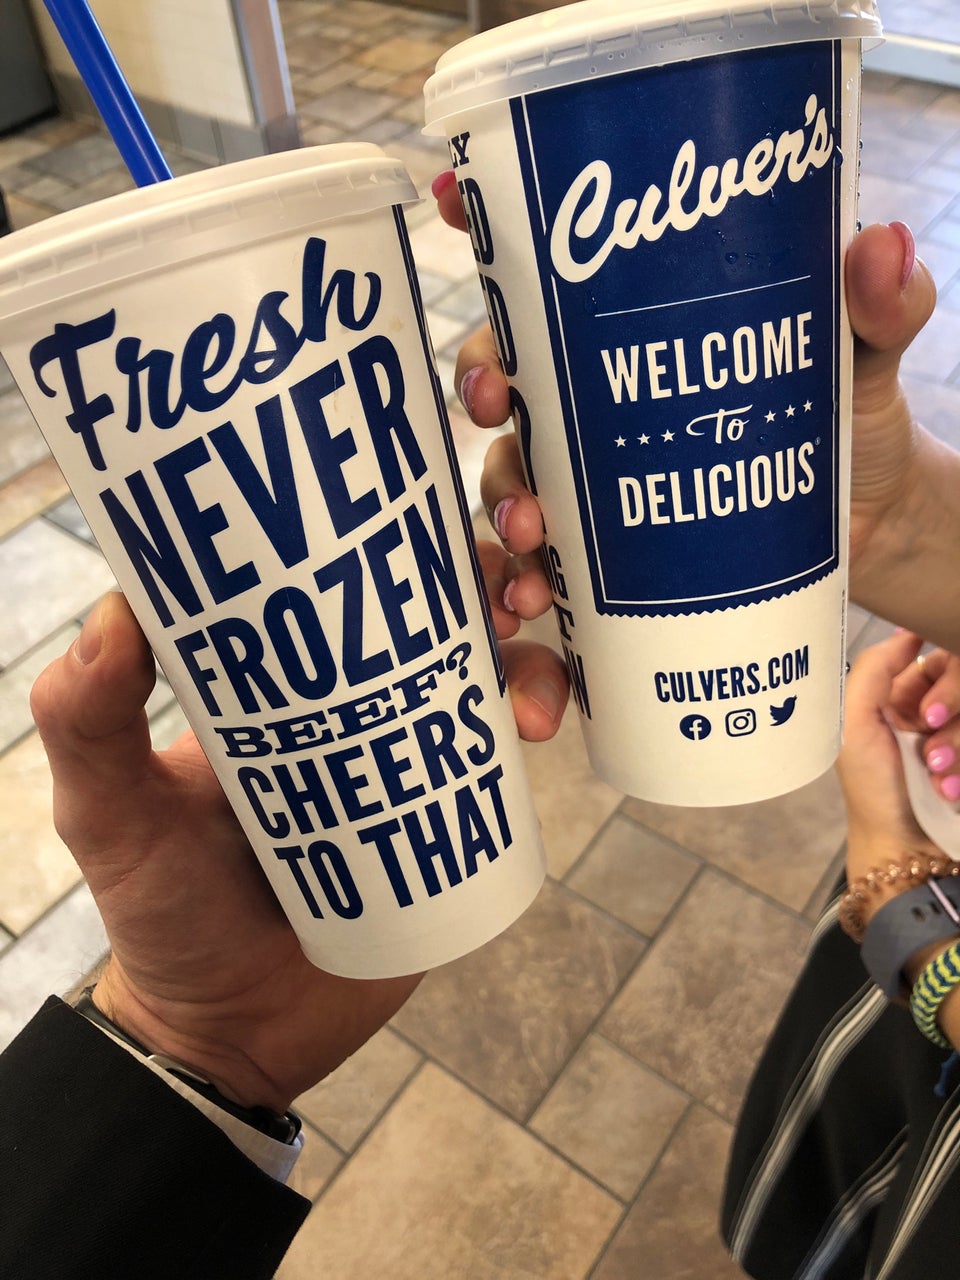 Fresh
NEVER
FROZEN
BEEF?
CHEERS
TO THAT
Culver's
WELCOME
To
DELICIOUS®
CULVERS.COM